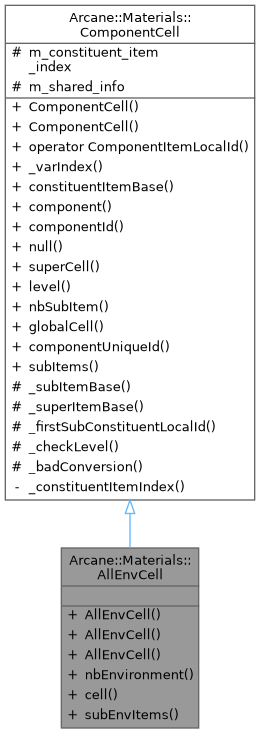 Arcane::Materials::
ComponentCell
# m_constituent_item
_index
# m_shared_info
+ ComponentCell()
+ ComponentCell()
+ operator ComponentItemLocalId()
+ _varIndex()
+ constituentItemBase()
+ component()
+ componentId()
+ null()
+ superCell()
+ level()
+ nbSubItem()
+ globalCell()
+ componentUniqueId()
+ subItems()
# _subItemBase()
# _superItemBase()
# _firstSubConstituentLocalId()
# _checkLevel()
# _badConversion()
- _constituentItemIndex()
Arcane::Materials::
AllEnvCell
+ AllEnvCell()
+ AllEnvCell()
+ AllEnvCell()
+ nbEnvironment()
+ cell()
+ subEnvItems()